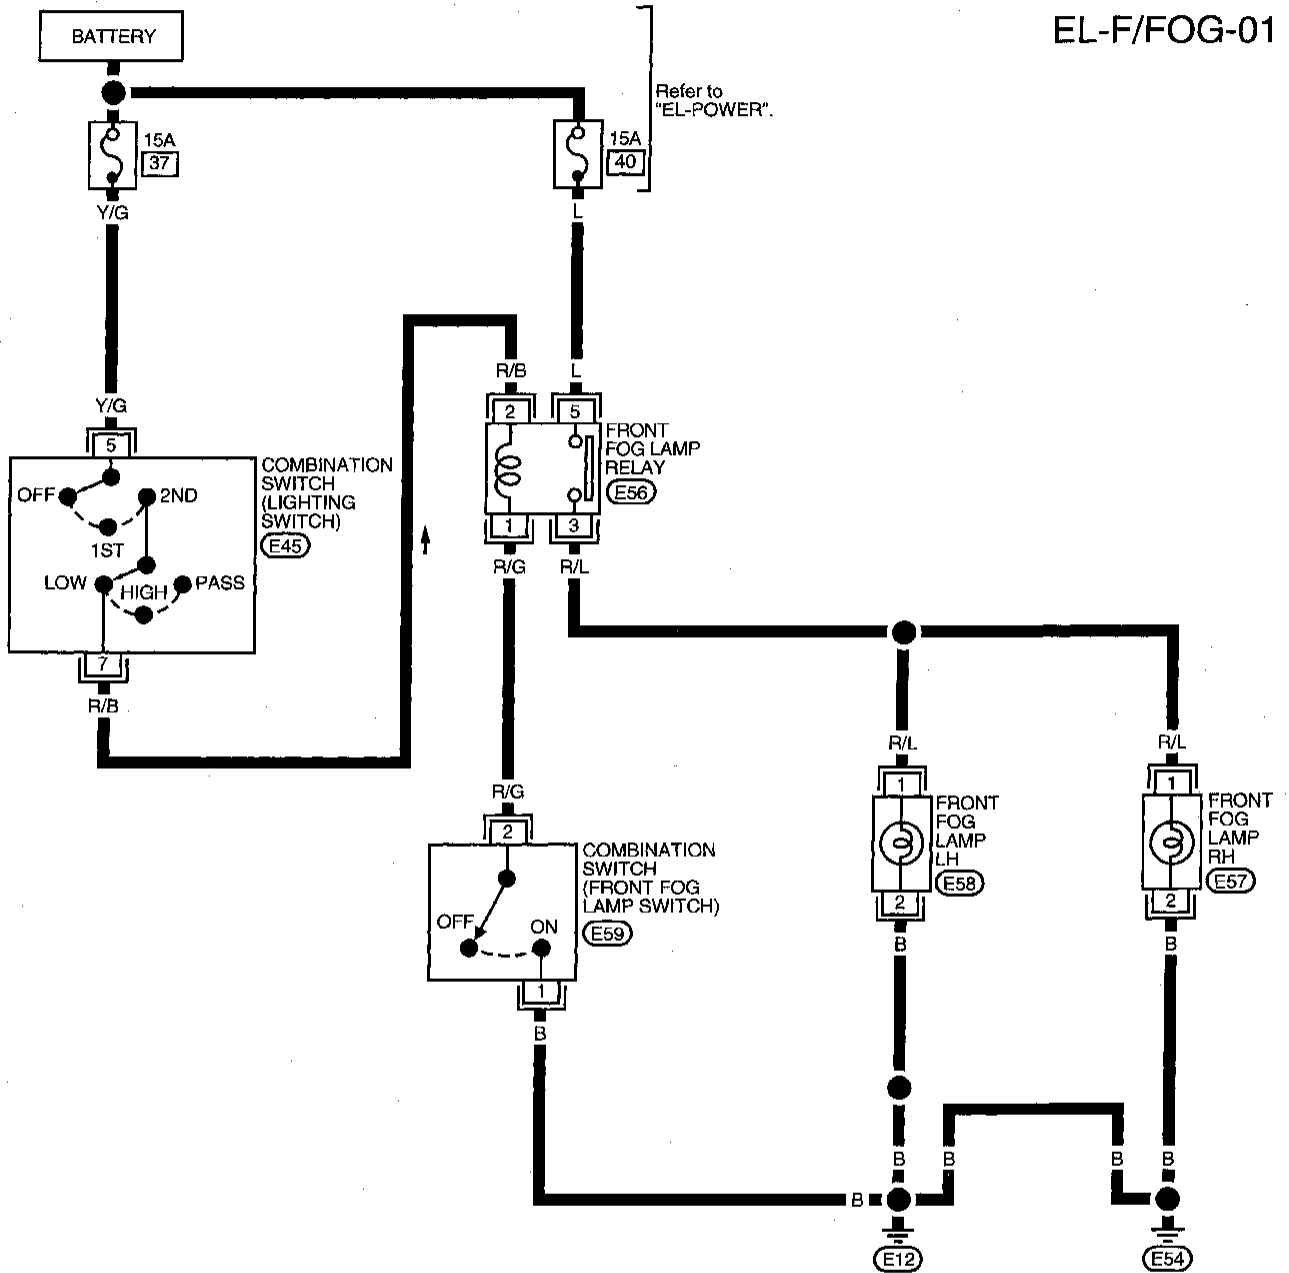 EL-F/FOG-01
BATTERY
Refer to
"EL-POWER".
15A
37
15A
40
Y/G
L
Y/G
R/B
L
5
2
5
FRONT
FOG LAMP
RELAY
E56
COMBINATION
SWITCH
(LIGHTING
SWITCH)
E45
OFF
2ND
1ST
LOW
HIGH
PASS
1
3
R/G
R/L
7
R/B
R/L
R/L
R/G
2
1
1
FRONT
FOG
LAMP
LH
E58
FRONT
FOG
LAMP
RH
E57
COMBINATION
SWITCH
(FRONT FOG
LAMP SWITCH)
E59
OFF
ON
2
2
1
B
B
B
B
B
B
B
B
E12
E54